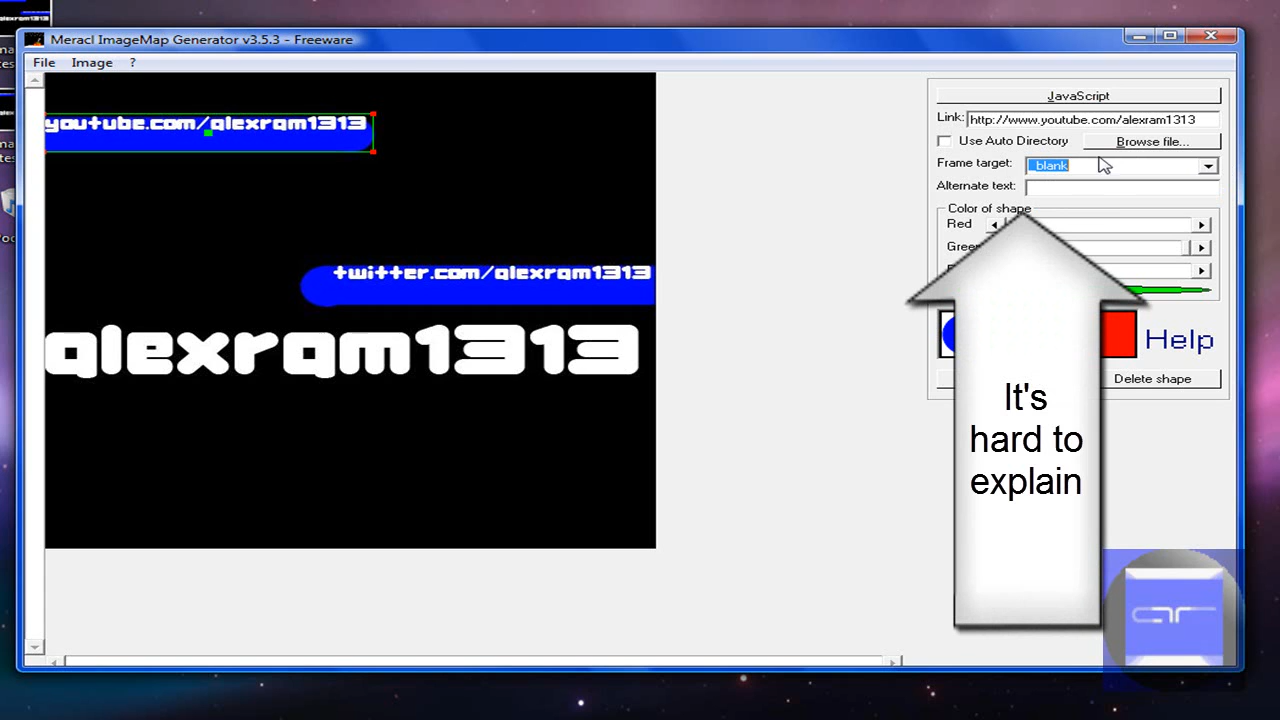 Meracl ImageMap Generator v3.5.3 - Freeware
File Image ?
JavaScript
Link: http://www.youtube.com/alexram1313
Use Auto Directory Browse file...
Frame target: _blank
Alternate text:
Color of shape
Red
Help
Delete shape
youtube.com/alexram1313
twitter.com/alexram1313
alexram1313
It's
hard to
explain
ar